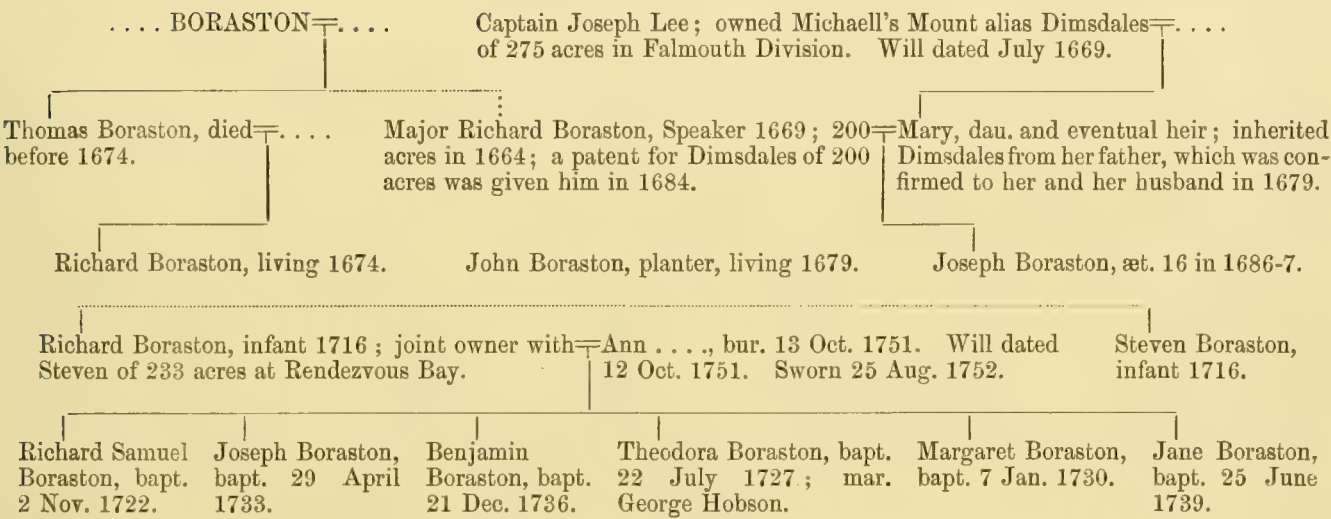 . . . . BORASTON=. . . .
Captain Joseph Lee; owned Michaell's Mount alias Dimsdales=. . . .
of 275 acres in Falmouth Division. Will dated July 1669.
Thomas Boraston, died=. . . .
before 1674.
Major Richard Boraston, Speaker 1669; 200=
acres in 1664; a patent for Dimsdales of 200
acres was given him in 1684.
Mary, dau. and eventual heir; inherited
Dimsdales from her father, which was con-
firmed to her and her husband in 1679.
Richard Boraston, living 1674.
John Boraston, planter, living 1679.
Joseph Boraston, æt. 16 in 1686-7.
Richard Boraston, infant 1716; joint owner with=
Steven of 233 acres at Rendezvous Bay.
Ann . . . ., bur. 13 Oct. 1751. Will dated
12 Oct. 1751. Sworn 25 Aug. 1752.
Steven Boraston,
infant 1716.
Richard Samuel
Boraston, bapt.
2 Nov. 1722.
Joseph Boraston,
bapt. 29 April
1733.
Benjamin
Boraston, bapt.
21 Dec. 1736.
Theodora Boraston, bapt.
22 July 1727; mar.
George Hobson.
Margaret Boraston,
bapt. 7 Jan. 1730.
Jane Boraston,
bapt. 25 June
1739.